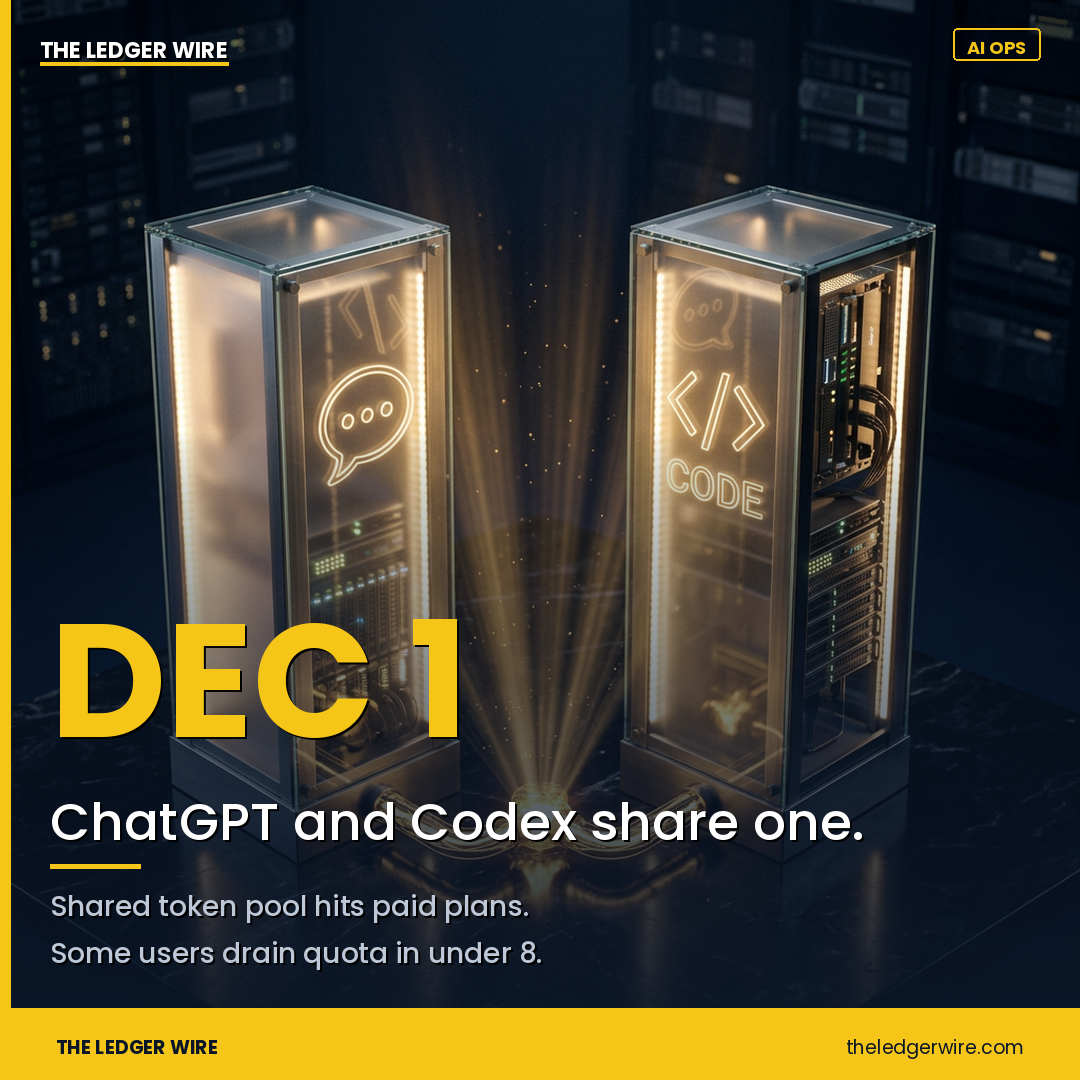 THE LEDGER WIRE
AI OPS
</>
CODE
DEC 1
ChatGPT and Codex share one.
Shared token pool hits paid plans.
Some users drain quota in under 8.
THE LEDGER WIRE
theledgerwire.com